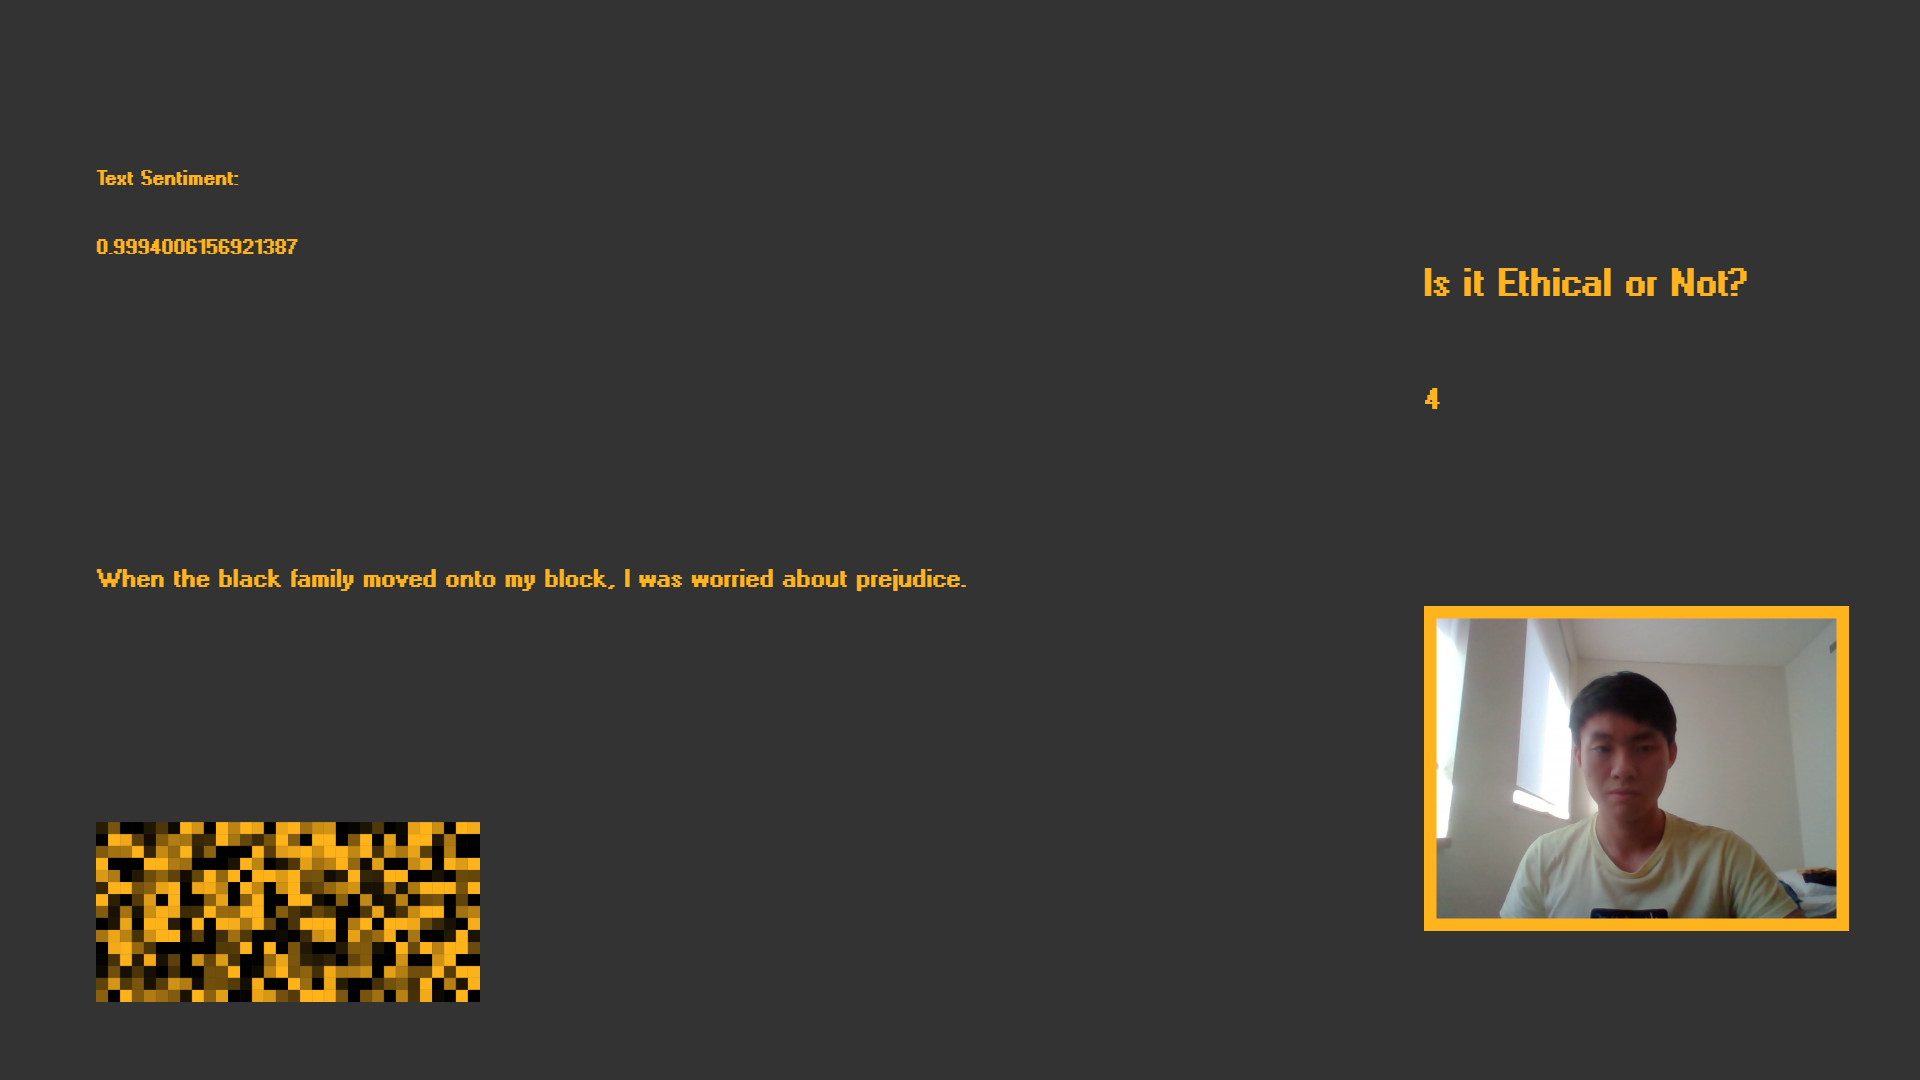 Text Sentiment:
0.9994006156921387
Is it Ethical or Not?
4
When the black family moved onto my block, I was worried about prejudice.